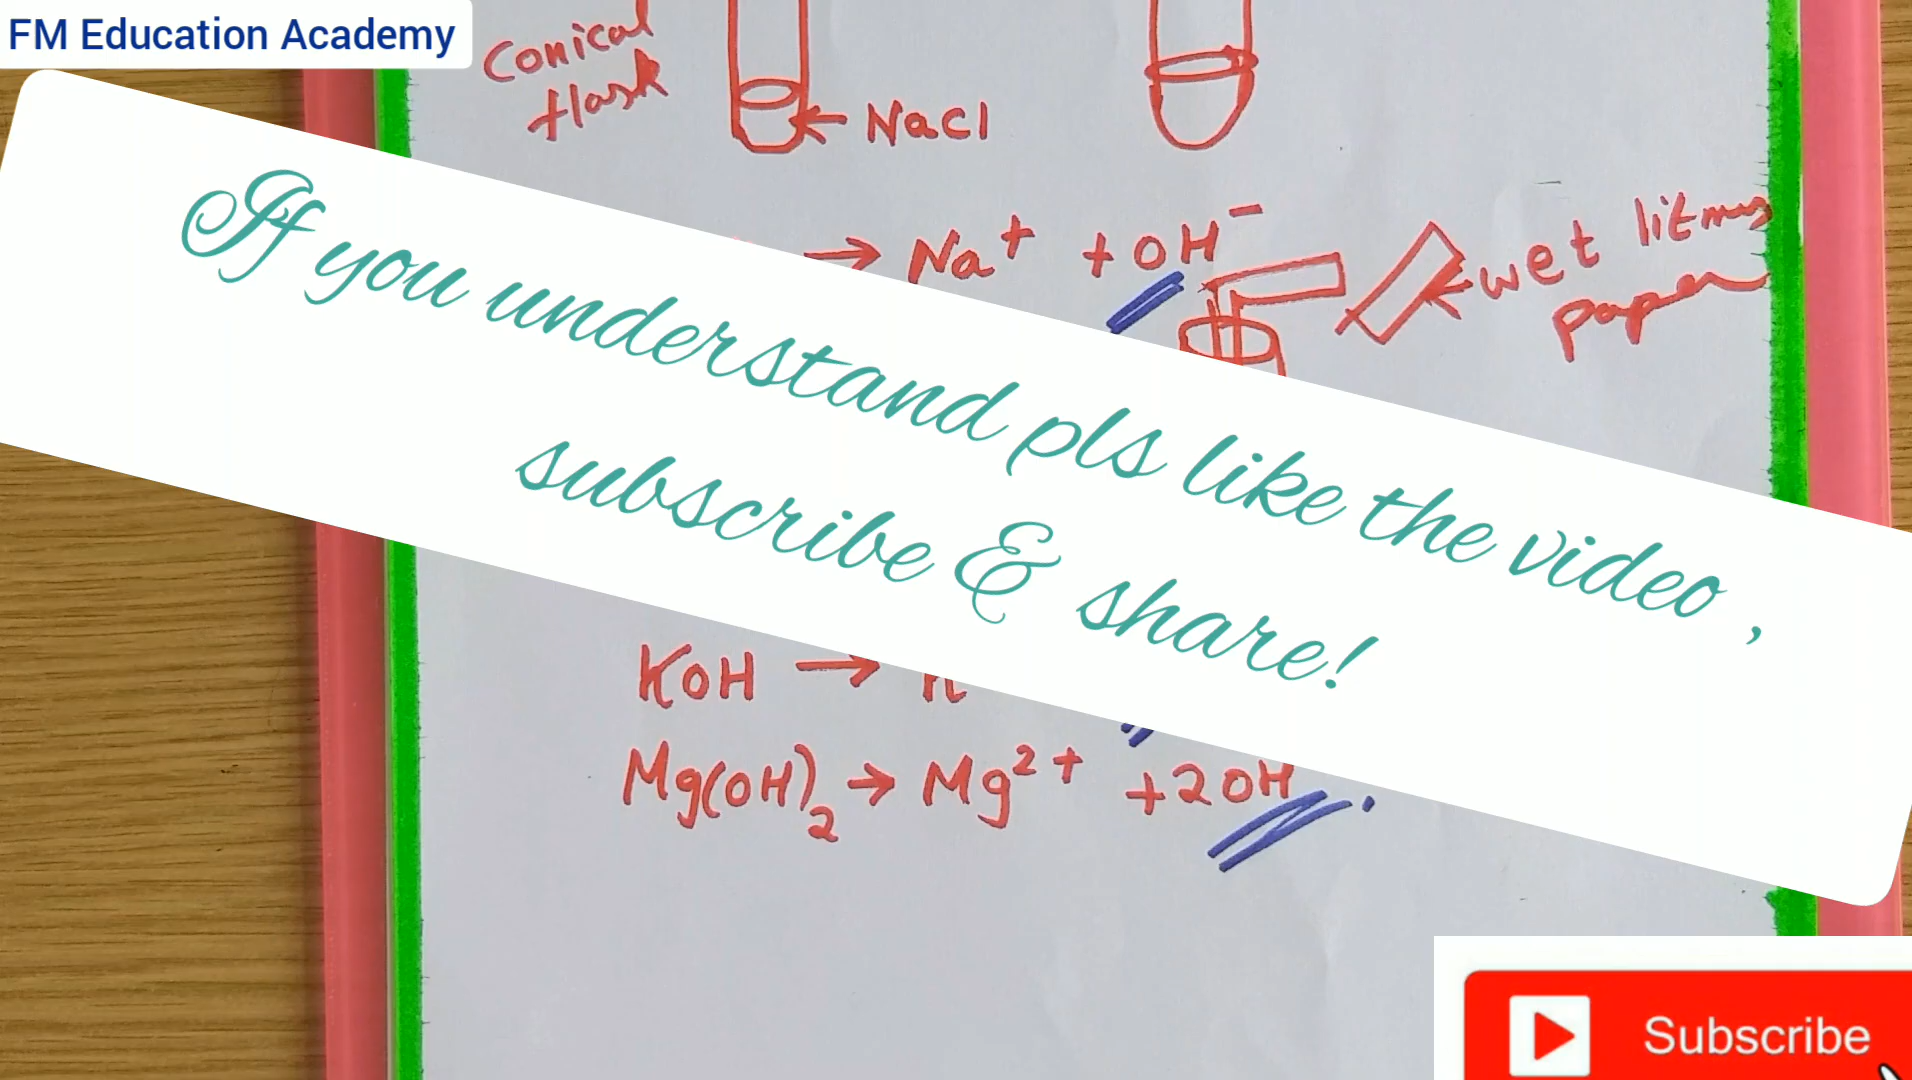 FM Education Academy
Conical
flask
NaCl
→ Na⁺ + OH⁻
wet litmus
paper
If you understand pls like the video ,
subscribe & share!
KOH →
Mg(OH)₂ → Mg²⁺ + 2OH
Subscribe